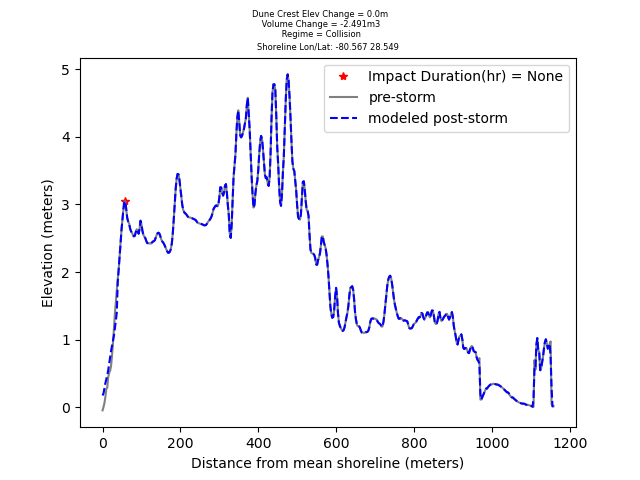 Dune Crest Elev Change = 0.0m
Volume Change = -2.491m3
Regime = Collision
Shoreline Lon/Lat: -80.567 28.549
Impact Duration(hr) = None
pre-storm
modeled post-storm
Elevation (meters)
5
4
3
2
1
0
0 200 400 600 800 1000 1200
Distance from mean shoreline (meters)